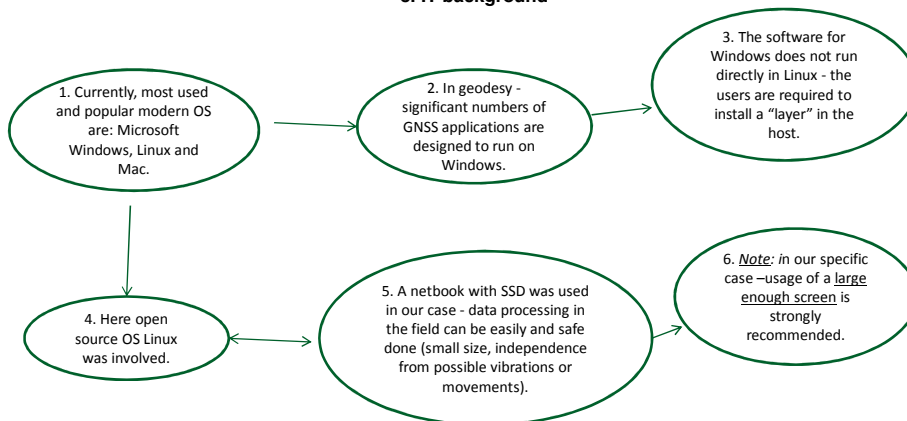 1. Currently, most used
and popular modern OS
are: Microsoft
Windows, Linux and
Mac.
2. In geodesy -
significant numbers of
GNSS applications are
designed to run on
Windows.
3. The software for
Windows does not run
directly in Linux - the
users are required to
install a “layer” in the
host.
4. Here open
source OS Linux
was involved.
5. A netbook with SSD was used
in our case - data processing in
the field can be easily and safe
done (small size, independence
from possible vibrations or
movements).
6. Note: in our specific
case –usage of a large
enough screen is
strongly
recommended.